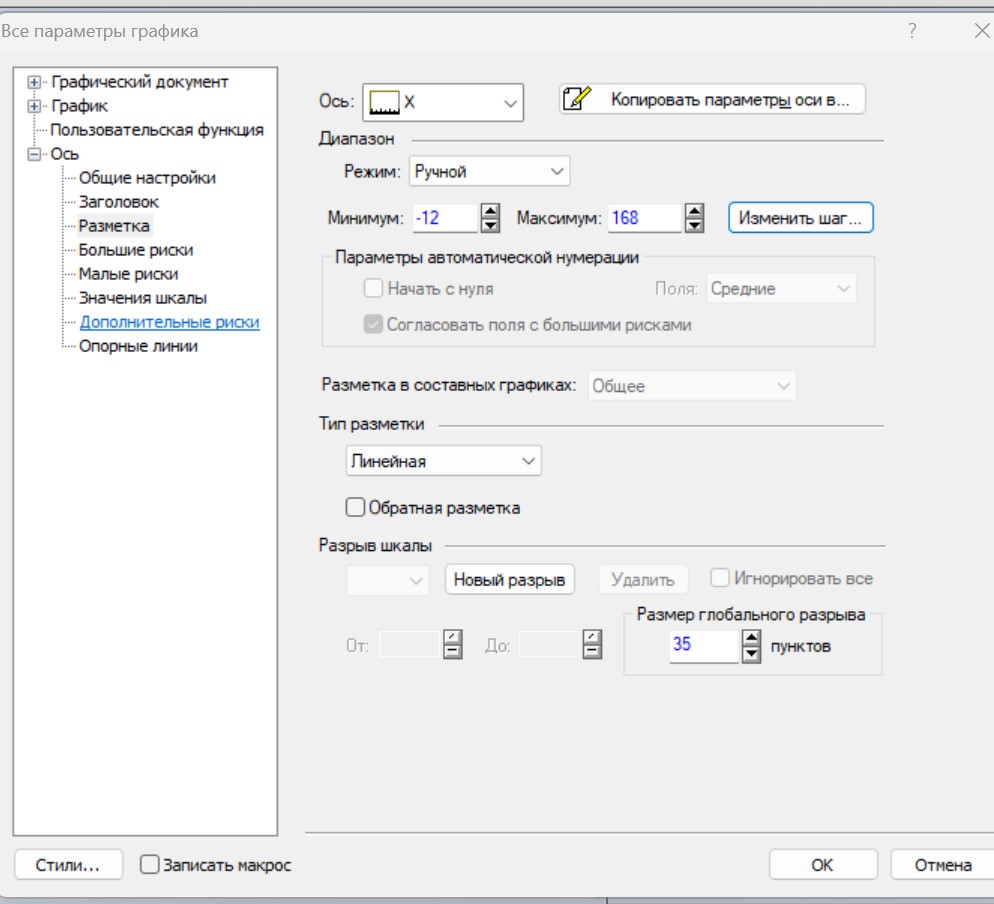 Все параметры графика
?
Графический документ
График
Пользовательская функция
Ось
Общие настройки
Заголовок
Разметка
Большие риски
Малые риски
Значения шкалы
Дополнительные риски
Опорные линии
Ось: X Копировать параметры оси в...
Диапазон
Режим: Ручной
Минимум: -12 Максимум: 168 Изменить шаг...
Параметры автоматической нумерации
Начать с нуля Поля: Средние
Согласовать поля с большими рисками
Разметка в составных графиках: Общее
Тип разметки
Линейная
Обратная разметка
Разрыв шкалы
Новый разрыв Удалить Игнорировать все
От: До:
Размер глобального разрыва
35 пунктов
Стили... Записать макрос OK Отмена